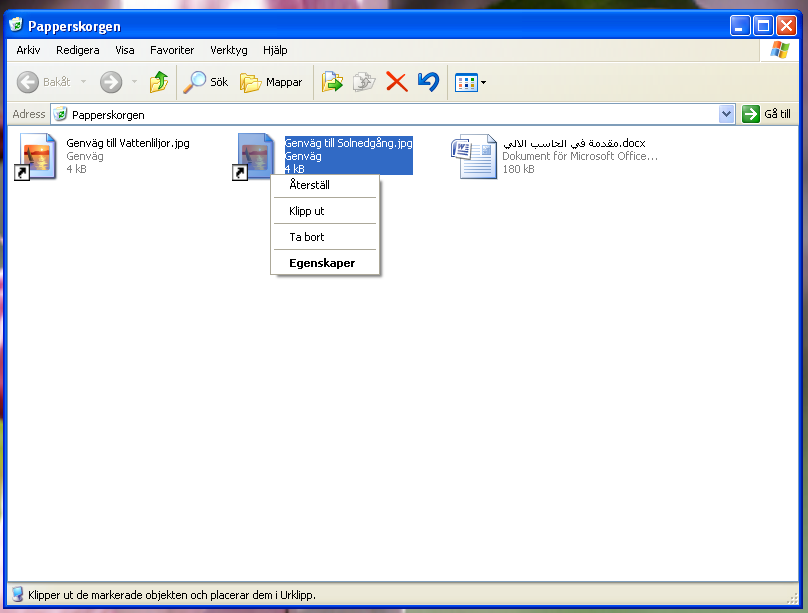 Papperskorgen
Arkiv Redigera Visa Favoriter Verktyg Hjälp
Bakåt Sök Mappar
Adress Papperskorgen Gå till
Genväg till Vattenliljor.jpg
Genväg
4 kB
Genväg till Solnedgång.jpg
Genväg
4 kB
مقدمة في الحاسب الالي.docx
Dokument för Microsoft Office...
180 kB
Återställ
Klipp ut
Ta bort
Egenskaper
Klipper ut de markerade objekten och placerar dem i Urklipp.